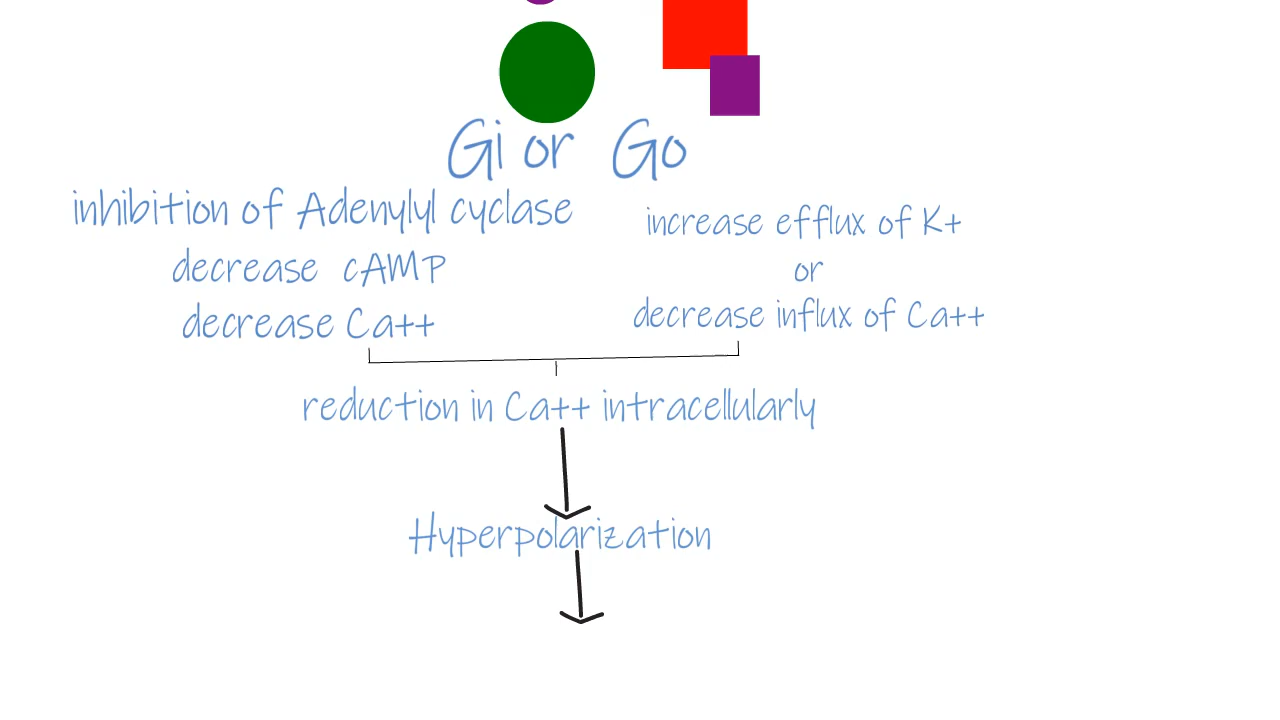 Gi or Go
inhibition of Adenylyl cyclase
decrease cAMP
decrease Ca++
increase efflux of K+
or
decrease influx of Ca++
reduction in Ca++ intracellularly
Hyperpolarization